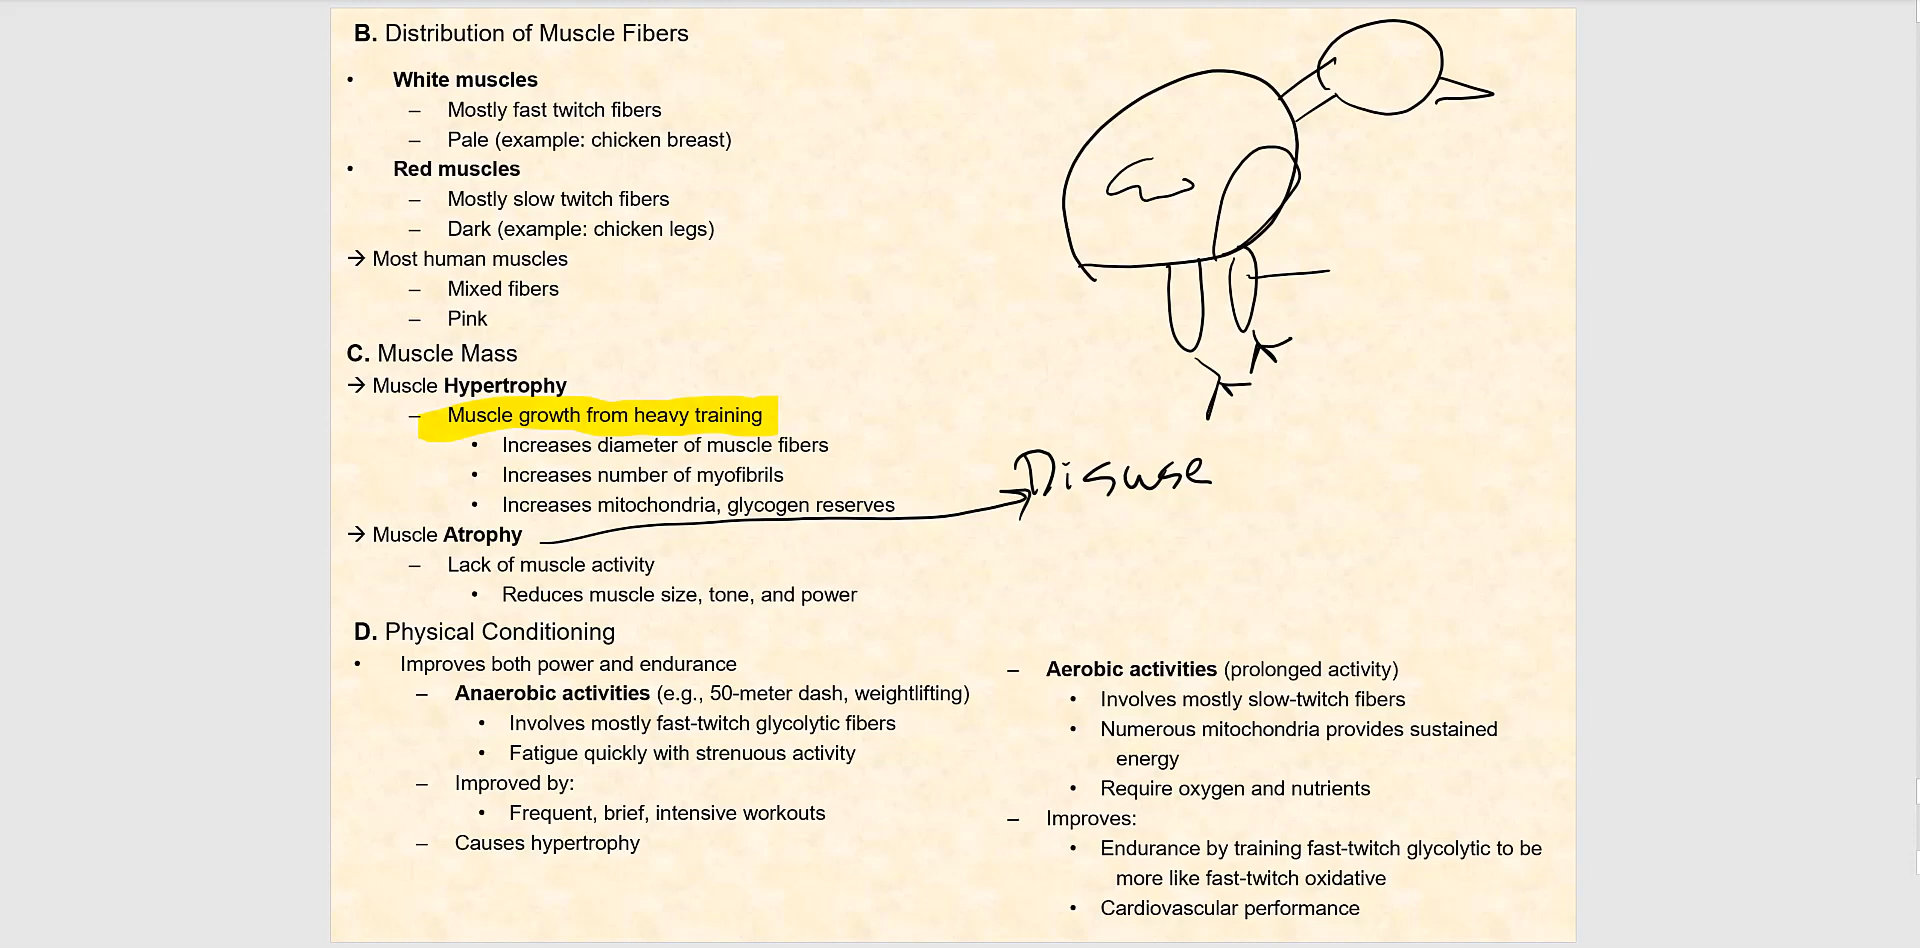 B. Distribution of Muscle Fibers
• White muscles
– Mostly fast twitch fibers
– Pale (example: chicken breast)
• Red muscles
– Mostly slow twitch fibers
– Dark (example: chicken legs)
→ Most human muscles
– Mixed fibers
– Pink
C. Muscle Mass
→ Muscle Hypertrophy
– Muscle growth from heavy training
• Increases diameter of muscle fibers
• Increases number of myofibrils
• Increases mitochondria, glycogen reserves
Disuse
→ Muscle Atrophy
– Lack of muscle activity
• Reduces muscle size, tone, and power
D. Physical Conditioning
• Improves both power and endurance
– Anaerobic activities (e.g., 50-meter dash, weightlifting)
• Involves mostly fast-twitch glycolytic fibers
• Fatigue quickly with strenuous activity
– Improved by:
• Frequent, brief, intensive workouts
– Causes hypertrophy
– Aerobic activities (prolonged activity)
• Involves mostly slow-twitch fibers
• Numerous mitochondria provides sustained
energy
• Require oxygen and nutrients
– Improves:
• Endurance by training fast-twitch glycolytic to be
more like fast-twitch oxidative
• Cardiovascular performance